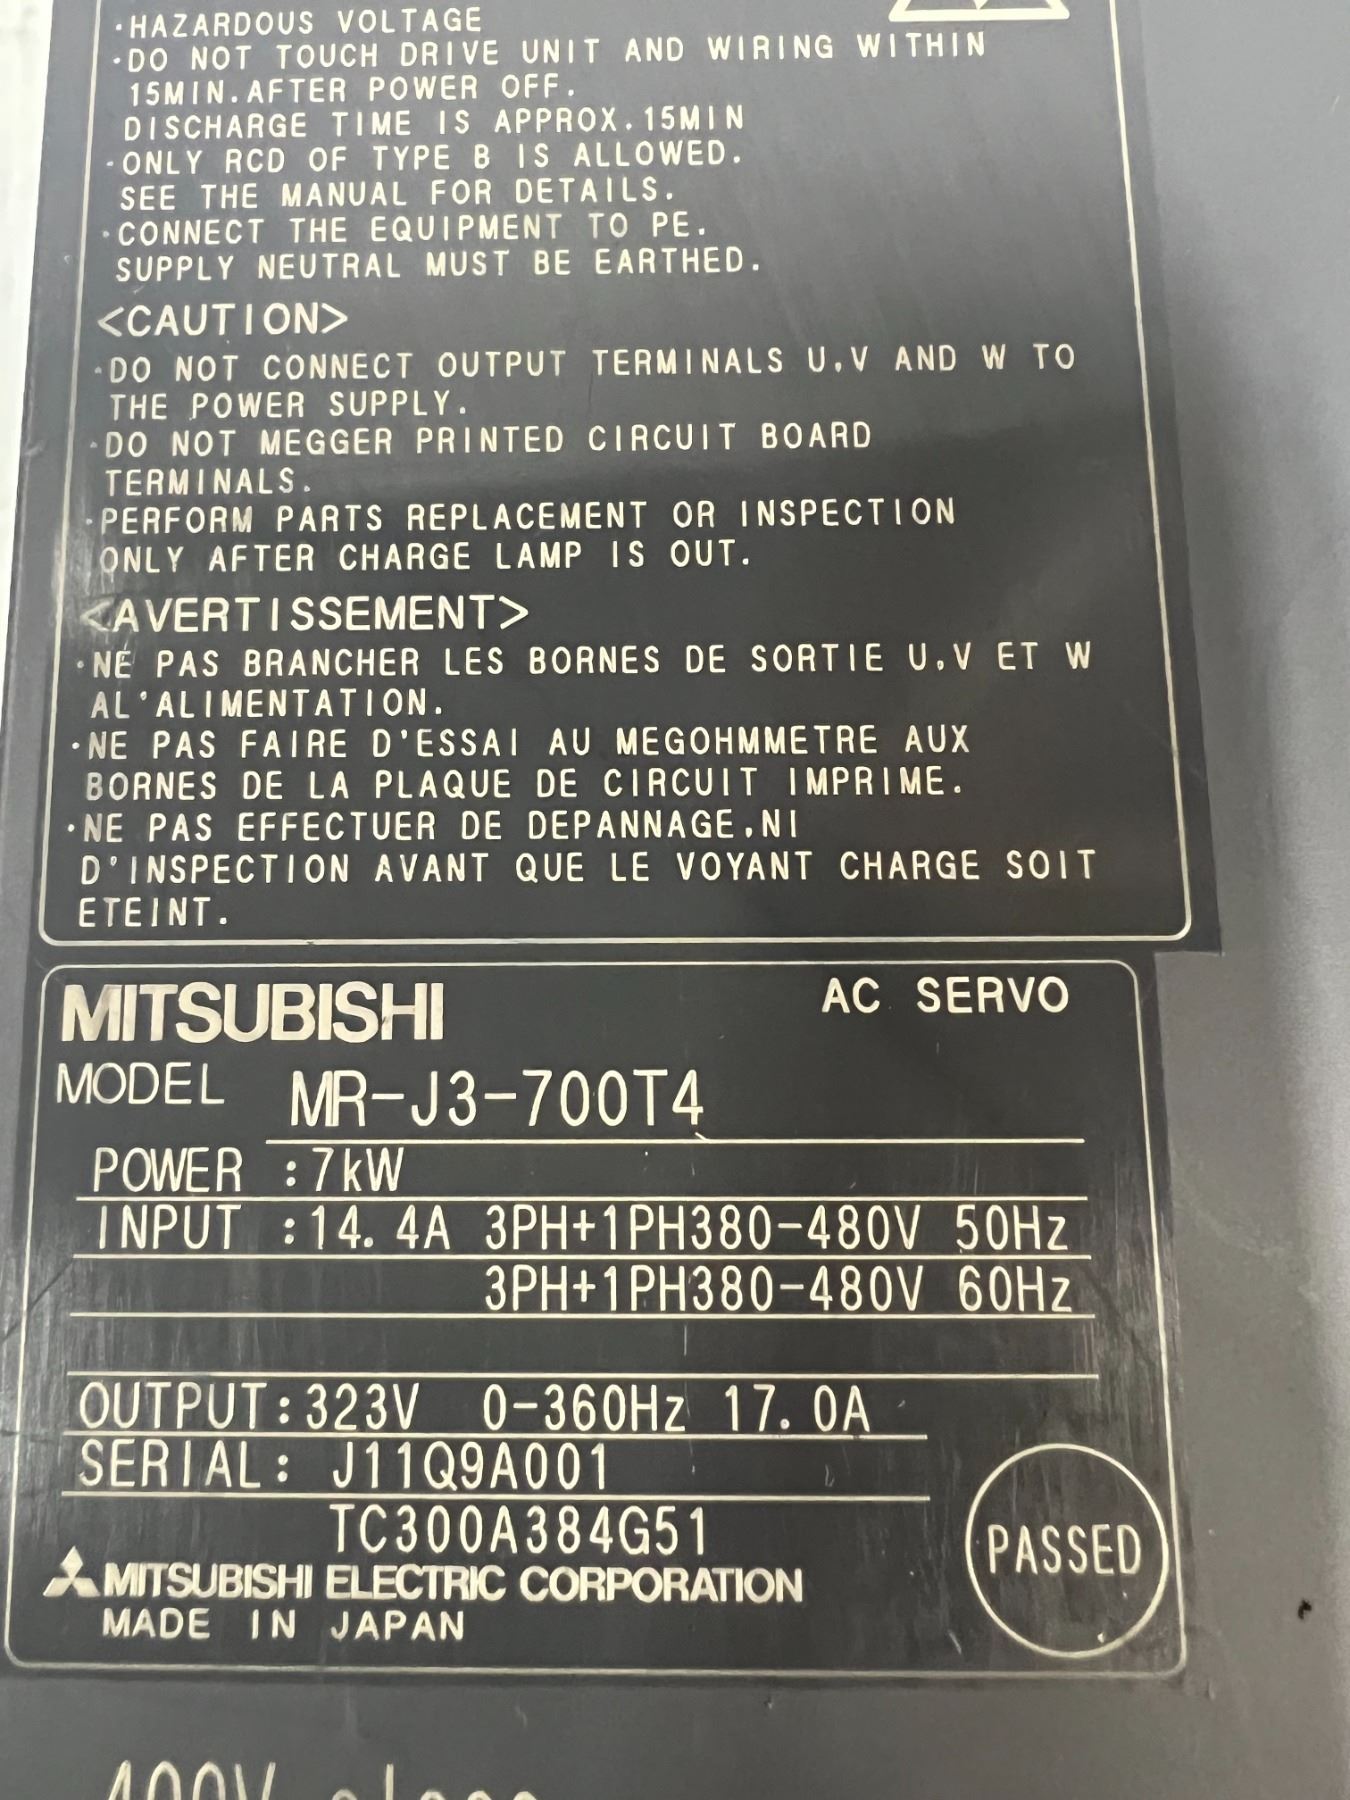 ·HAZARDOUS VOLTAGE
·DO NOT TOUCH DRIVE UNIT AND WIRING WITHIN
15MIN.AFTER POWER OFF.
DISCHARGE TIME IS APPROX.15MIN
·ONLY RCD OF TYPE B IS ALLOWED.
SEE THE MANUAL FOR DETAILS.
·CONNECT THE EQUIPMENT TO PE.
SUPPLY NEUTRAL MUST BE EARTHED.
<CAUTION>
·DO NOT CONNECT OUTPUT TERMINALS U,V AND W TO
THE POWER SUPPLY.
·DO NOT MEGGER PRINTED CIRCUIT BOARD
TERMINALS.
·PERFORM PARTS REPLACEMENT OR INSPECTION
ONLY AFTER CHARGE LAMP IS OUT.
<AVERTISSEMENT>
·NE PAS BRANCHER LES BORNES DE SORTIE U,V ET W
AL'ALIMENTATION.
·NE PAS FAIRE D'ESSAI AU MEGOHMMETRE AUX
BORNES DE LA PLAQUE DE CIRCUIT IMPRIME.
·NE PAS EFFECTUER DE DEPANNAGE,NI
D'INSPECTION AVANT QUE LE VOYANT CHARGE SOIT
ETEINT.
MITSUBISHI AC SERVO
MODEL MR-J3-700T4
POWER :7kW
INPUT :14.4A 3PH+1PH380-480V 50Hz
3PH+1PH380-480V 60Hz
OUTPUT:323V 0-360Hz 17.0A
SERIAL: J11Q9A001
TC300A384G51
PASSED
MITSUBISHI ELECTRIC CORPORATION
MADE IN JAPAN
400V class